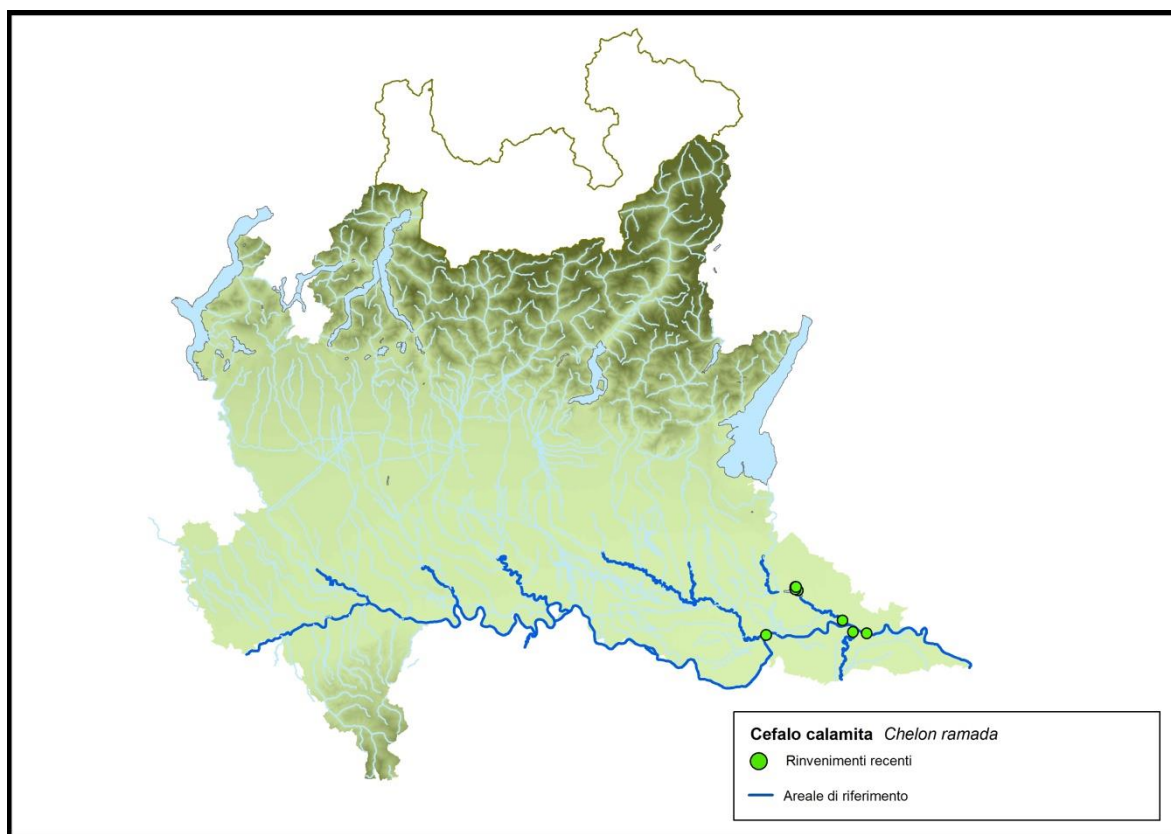 Cefalo calamita Chelon ramada
Rinvenimenti recenti
Areale di riferimento